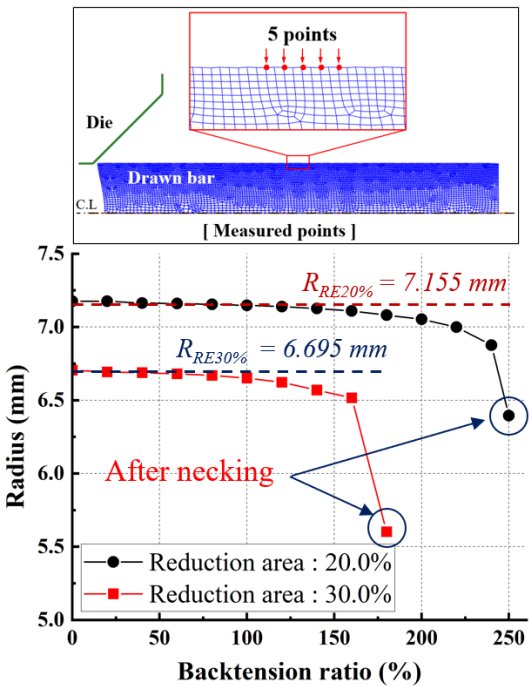 5 points
Die
Drawn bar
C.L
[ Measured points ]
7.5
R_RE20% = 7.155 mm
7.0
R_RE30% = 6.695 mm
6.5
Radius (mm)
6.0
After necking
5.5
Reduction area : 20.0%
Reduction area : 30.0%
5.0
0 50 100 150 200 250
Backtension ratio (%)